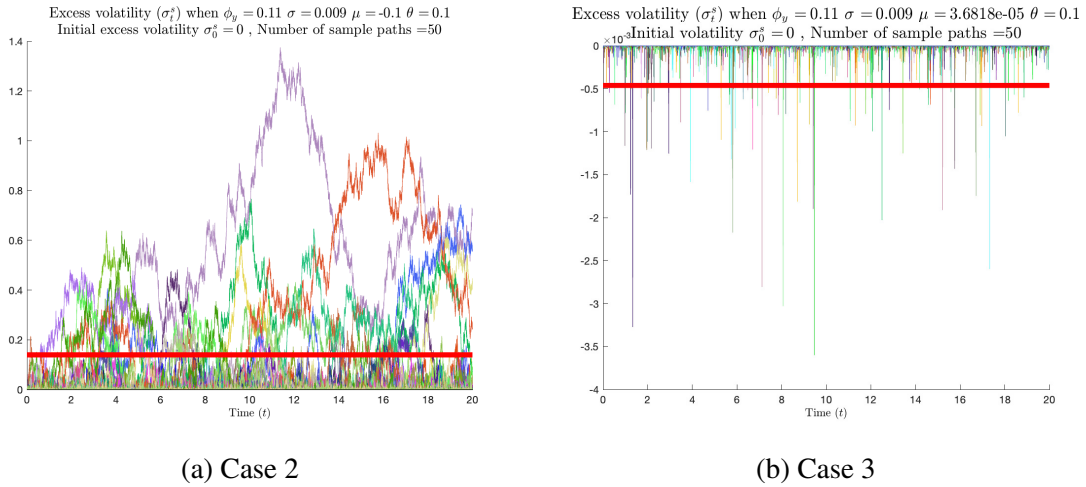 Excess volatility (σ_t^s) when ϕ_y = 0.11 σ = 0.009 μ = -0.1 θ = 0.1
Initial excess volatility σ_0^s = 0 , Number of sample paths =50
1.4
1.2
1
0.8
0.6
0.4
0.2
0
0 2 4 6 8 10 12 14 16 18 20
Time (t)
(a) Case 2
Excess volatility (σ_t^s) when ϕ_y = 0.11 σ = 0.009 μ = 3.6818e-05 θ = 0.1
×10^-3 Initial volatility σ_0^s = 0 , Number of sample paths =50
0
-0.5
-1
-1.5
-2
-2.5
-3
-3.5
-4
0 2 4 6 8 10 12 14 16 18 20
Time (t)
(b) Case 3